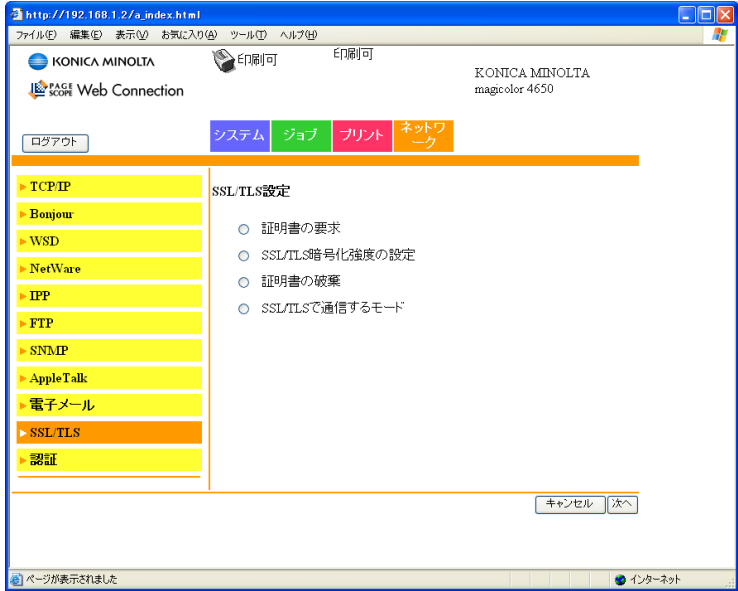 http://192.168.1.2/a_index.html
ファイル(F) 編集(E) 表示(V) お気に入り(A) ツール(T) ヘルプ(H)
KONICA MINOLTA
印刷可
印刷可
KONICA MINOLTA
magicolor 4650
PAGE SCOPE Web Connection
ログアウト
システム
ジョブ
プリント
ネットワ
ーク
TCP/IP
Bonjour
WSD
NetWare
IPP
FTP
SNMP
AppleTalk
電子メール
SSL/TLS
認証
SSL/TLS設定
証明書の要求
SSL/TLS暗号化強度の設定
証明書の破棄
SSL/TLSで通信するモード
キャンセル
次へ
ページが表示されました
インターネット